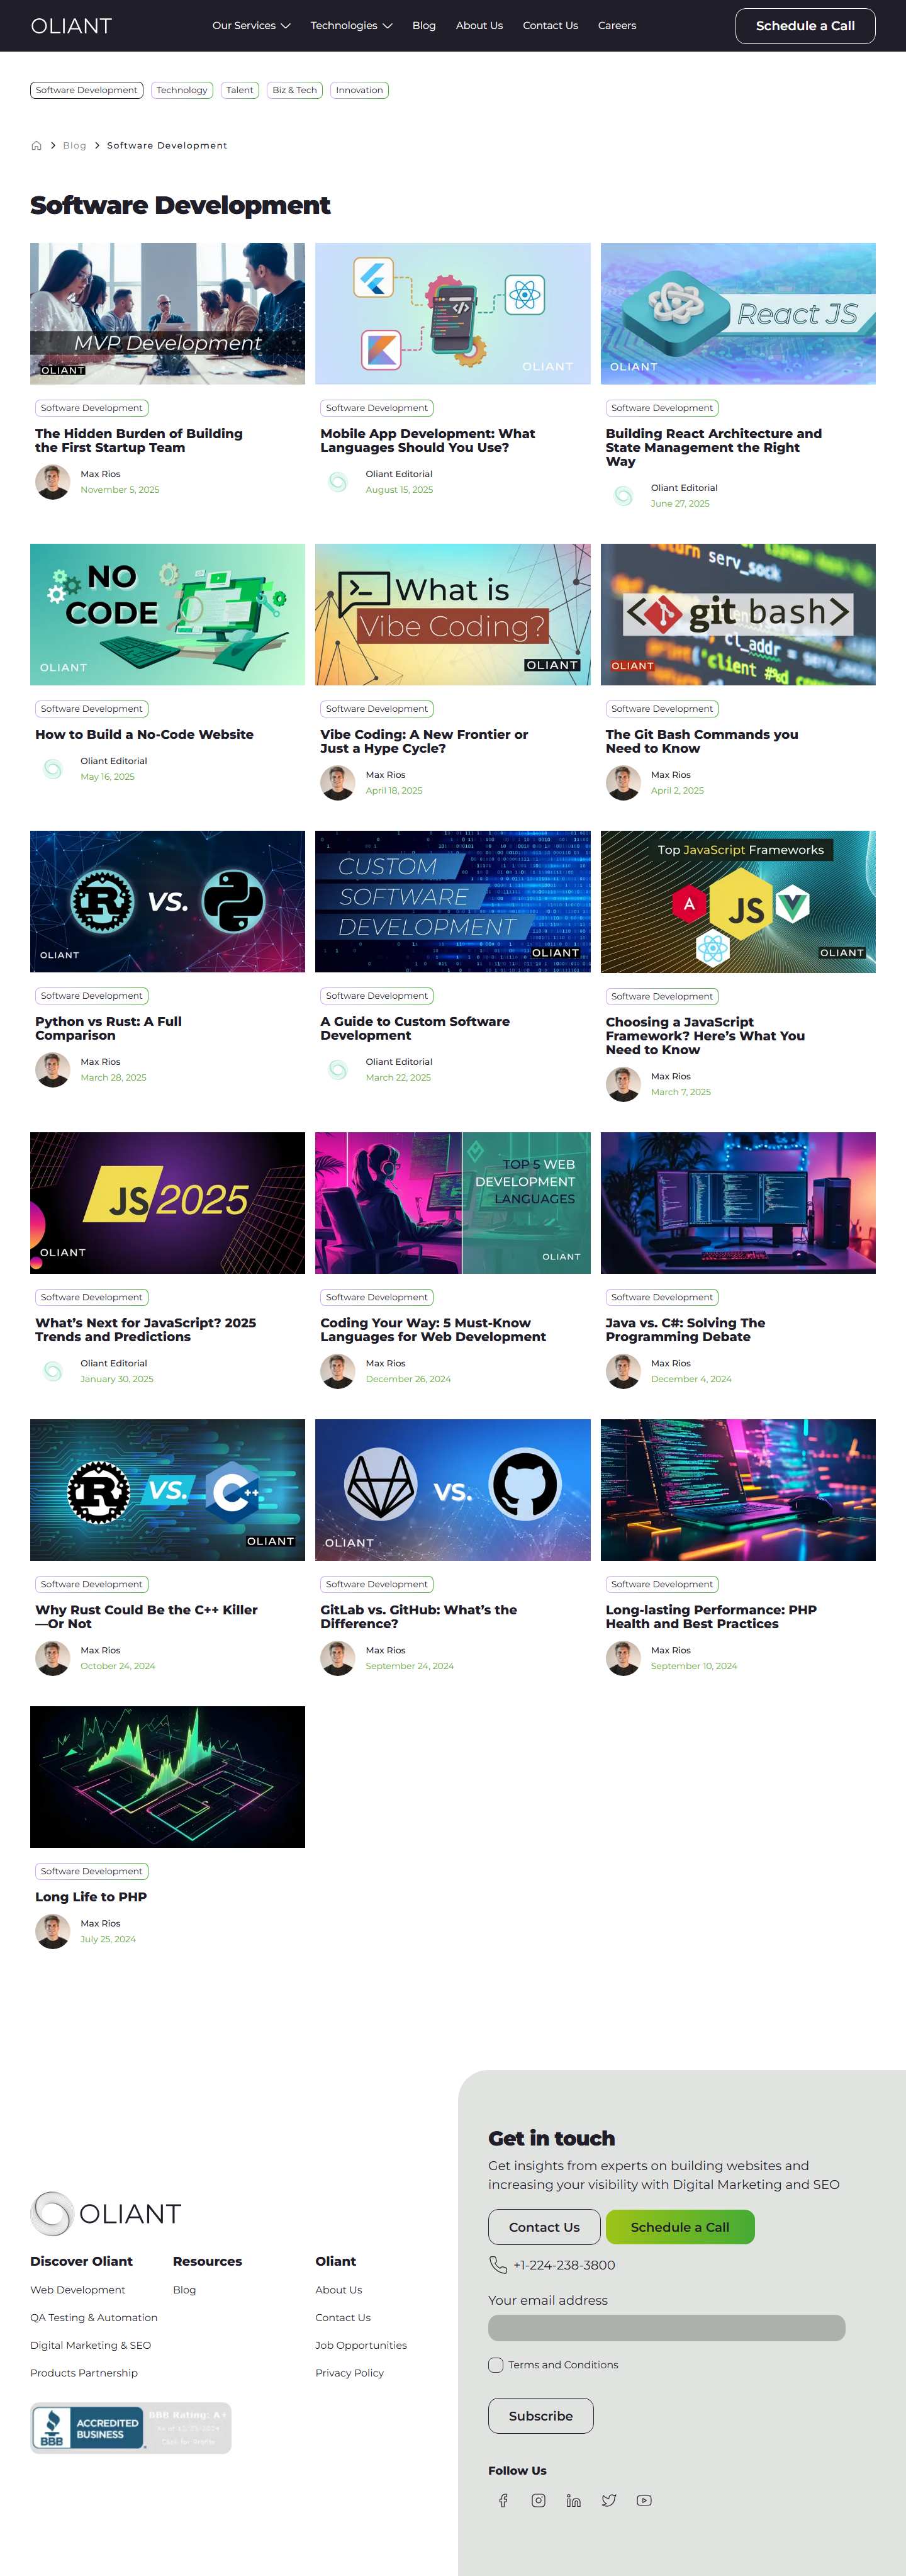 OLIANT
Our Services
Technologies
Blog
About Us
Contact Us
Careers
Schedule a Call
Software Development
Technology
Talent
Biz & Tech
Innovation
Blog
Software Development
Software Development
MVP Development
OLIANT
OLIANT
React JS
OLIANT
Software Development
The Hidden Burden of Building
the First Startup Team
Max Rios
November 5, 2025
Software Development
Mobile App Development: What
Languages Should You Use?
Oliant Editorial
August 15, 2025
Software Development
Building React Architecture and
State Management the Right
Way
Oliant Editorial
June 27, 2025
NO
CODE
OLIANT
What is
Vibe Coding?
OLIANT
serv_sock
git bash
cl_addr
OLIANT
Software Development
How to Build a No-Code Website
Oliant Editorial
May 16, 2025
Software Development
Vibe Coding: A New Frontier or
Just a Hype Cycle?
Max Rios
April 18, 2025
Software Development
The Git Bash Commands you
Need to Know
Max Rios
April 2, 2025
R VS.
OLIANT
CUSTOM
SOFTWARE
DEVELOPMENT
OLIANT
Top JavaScript Frameworks
A
JS
OLIANT
Software Development
Python vs Rust: A Full
Comparison
Max Rios
March 28, 2025
Software Development
A Guide to Custom Software
Development
Oliant Editorial
March 22, 2025
Software Development
Choosing a JavaScript
Framework? Here’s What You
Need to Know
Max Rios
March 7, 2025
JS 2025
OLIANT
TOP 5 WEB
DEVELOPMENT
LANGUAGES
OLIANT
Software Development
What’s Next for JavaScript? 2025
Trends and Predictions
Oliant Editorial
January 30, 2025
Software Development
Coding Your Way: 5 Must-Know
Languages for Web Development
Max Rios
December 26, 2024
Software Development
Java vs. C#: Solving The
Programming Debate
Max Rios
December 4, 2024
R VS. C++
OLIANT
VS.
OLIANT
Software Development
Why Rust Could Be the C++ Killer
—Or Not
Max Rios
October 24, 2024
Software Development
GitLab vs. GitHub: What’s the
Difference?
Max Rios
September 24, 2024
Software Development
Long-lasting Performance: PHP
Health and Best Practices
Max Rios
September 10, 2024
Software Development
Long Life to PHP
Max Rios
July 25, 2024
OLIANT
Discover Oliant
Web Development
QA Testing & Automation
Digital Marketing & SEO
Products Partnership
Resources
Blog
Oliant
About Us
Contact Us
Job Opportunities
Privacy Policy
BBB
ACCREDITED
BUSINESS
BBB Rating: A+
Click for Profile
Get in touch
Get insights from experts on building websites and
increasing your visibility with Digital Marketing and SEO
Contact Us
Schedule a Call
+1-224-238-3800
Your email address
Terms and Conditions
Subscribe
Follow Us